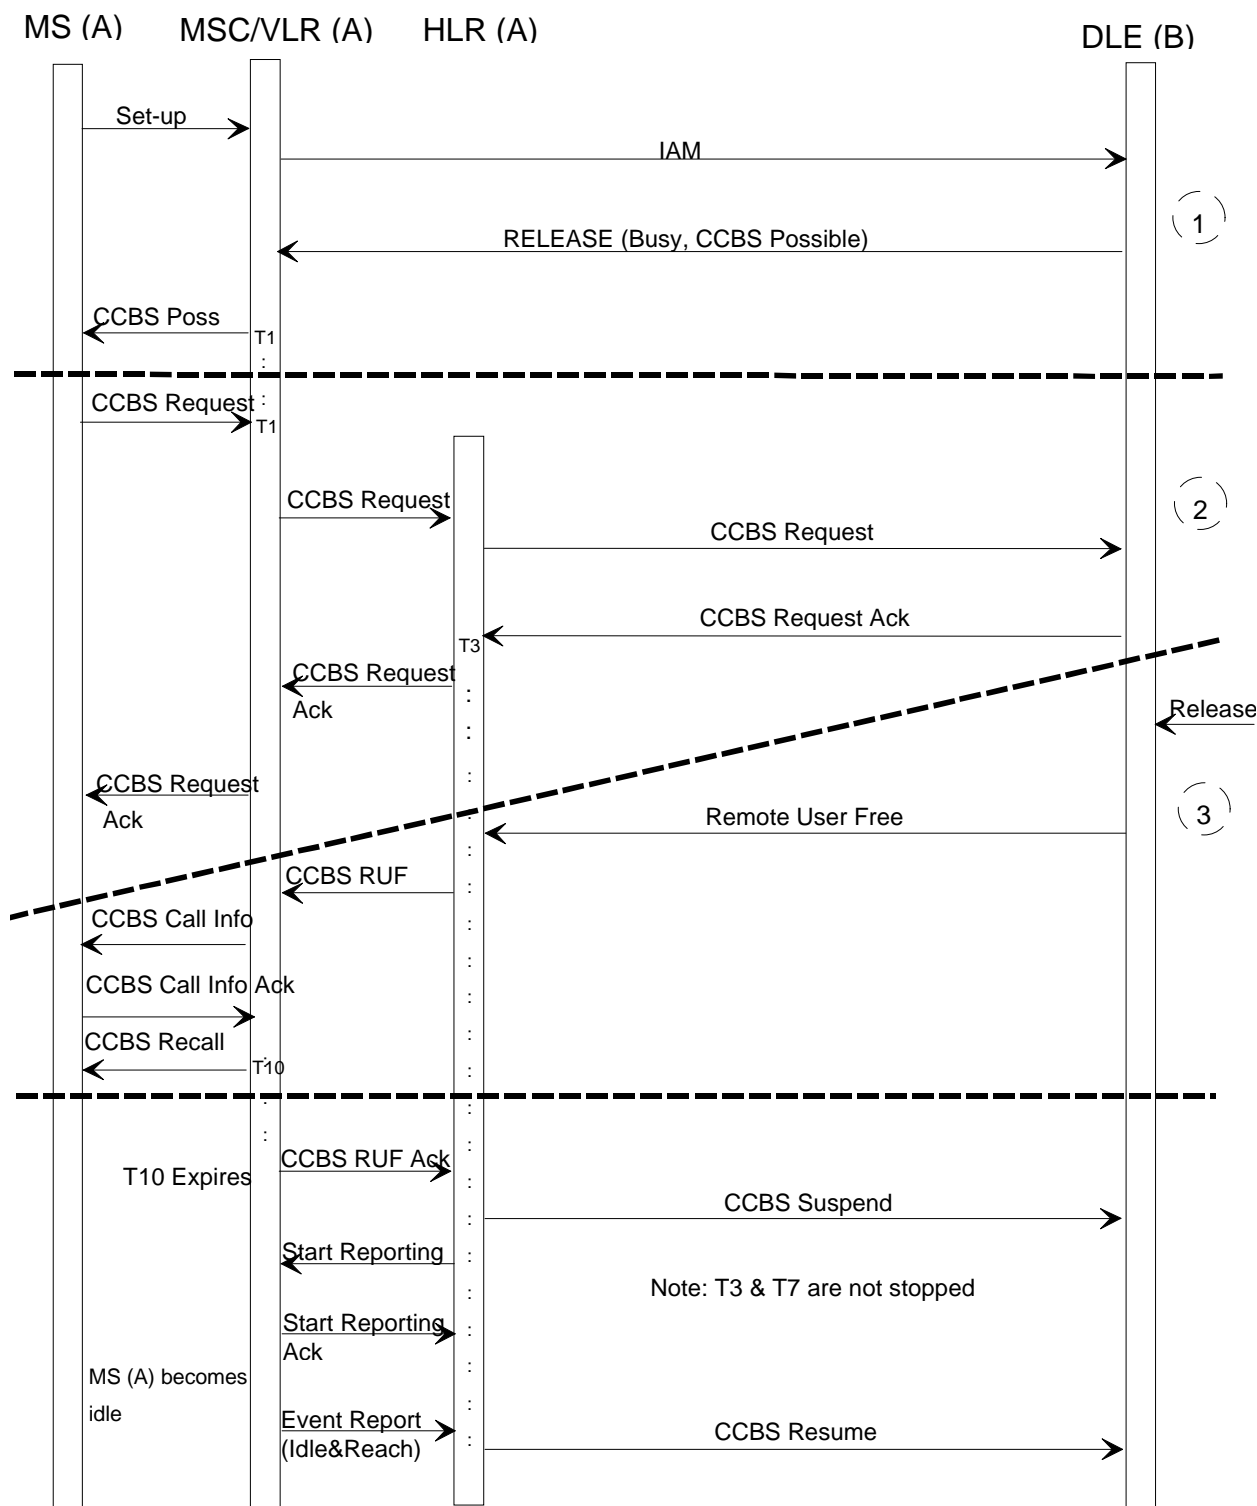 MS (A)
MSC/VLR (A)
HLR (A)
DLE (B)
Set-up
IAM
1
RELEASE (Busy, CCBS Possible)
CCBS Poss
T1
:
CCBS Request
:
T1
CCBS Request
2
CCBS Request
CCBS Request Ack
T3
CCBS Request
Ack
Release
CCBS Request
Ack
3
Remote User Free
CCBS RUF
CCBS Call Info
CCBS Call Info Ack
CCBS Recall
T10
CCBS RUF Ack
T10 Expires
CCBS Suspend
Start Reporting
Note: T3 & T7 are not stopped
Start Reporting
Ack
MS (A) becomes
idle
Event Report
(Idle&Reach)
CCBS Resume